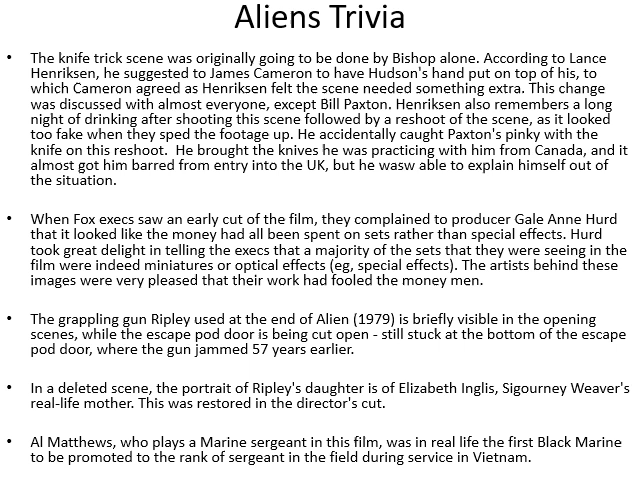 Aliens Trivia
• The knife trick scene was originally going to be done by Bishop alone. According to Lance
Henriksen, he suggested to James Cameron to have Hudson's hand put on top of his, to
which Cameron agreed as Henriksen felt the scene needed something extra. This change
was discussed with almost everyone, except Bill Paxton. Henriksen also remembers a long
night of drinking after shooting this scene followed by a reshoot of the scene, as it looked
too fake when they sped the footage up. He accidentally caught Paxton's pinky with the
knife on this reshoot.  He brought the knives he was practicing with him from Canada, and it
almost got him barred from entry into the UK, but he wasw able to explain himself out of
the situation.
• When Fox execs saw an early cut of the film, they complained to producer Gale Anne Hurd
that it looked like the money had all been spent on sets rather than special effects. Hurd
took great delight in telling the execs that a majority of the sets that they were seeing in the
film were indeed miniatures or optical effects (eg, special effects). The artists behind these
images were very pleased that their work had fooled the money men.
• The grappling gun Ripley used at the end of Alien (1979) is briefly visible in the opening
scenes, while the escape pod door is being cut open - still stuck at the bottom of the escape
pod door, where the gun jammed 57 years earlier.
• In a deleted scene, the portrait of Ripley's daughter is of Elizabeth Inglis, Sigourney Weaver's
real-life mother. This was restored in the director's cut.
• Al Matthews, who plays a Marine sergeant in this film, was in real life the first Black Marine
to be promoted to the rank of sergeant in the field during service in Vietnam.